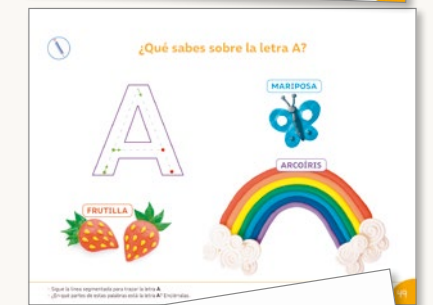 ¿Qué sabes sobre la letra A?
MARIPOSA
A
ARCOÍRIS
FRUTILLA
· Sigue la línea segmentada para trazar la letra A.
· ¿En qué partes de estas palabras está la letra A? Enciérralas.